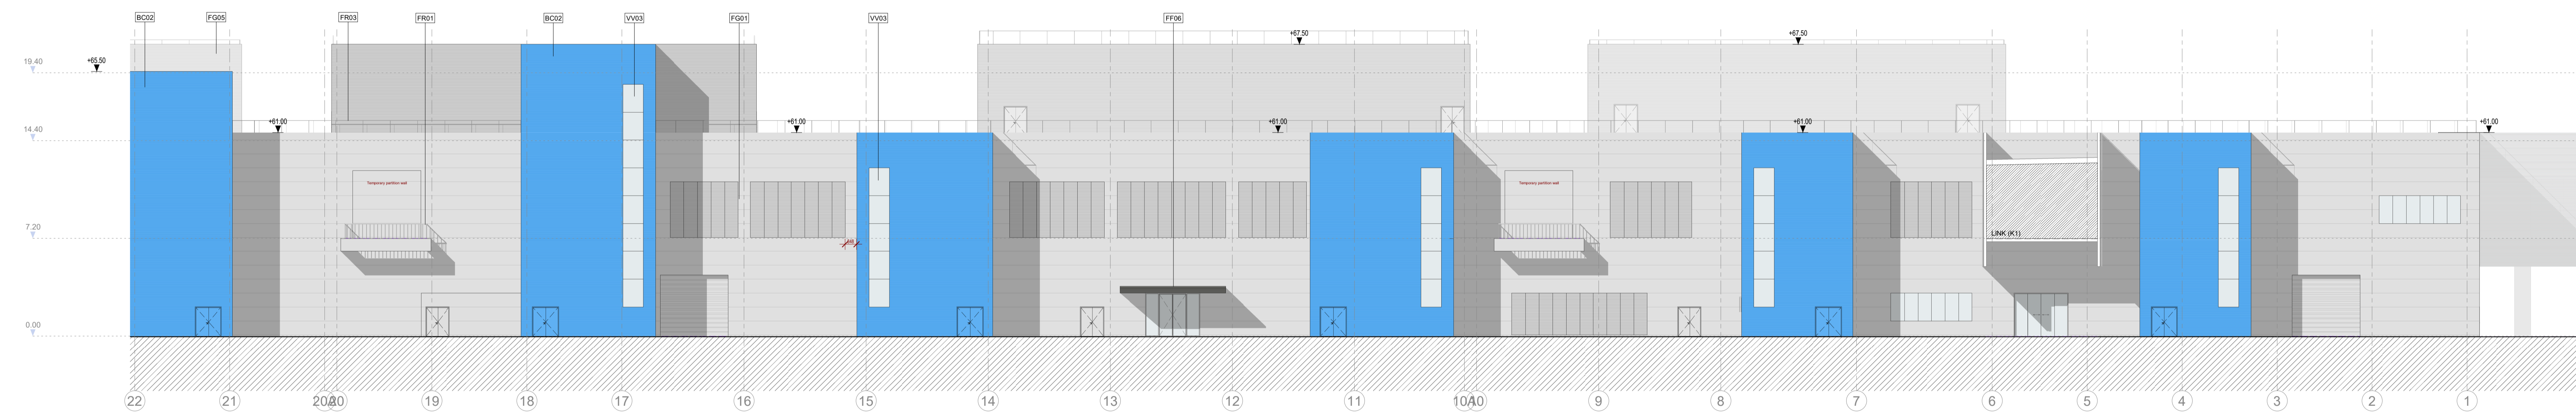 BC02 FG05 FR03 FR01 BC02 VV03 FG01 VV03 FF06
+67.50 +67.50
19.40 +65.50
+61.00 +61.00 +61.00 +61.00 +61.00
14.40
Temporary partition wall Temporary partition wall
7.20
LINK (K1)
0.00
22 21 20A 20 19 18 17 16 15 14 13 12 11 10A 10 9 8 7 6 5 4 3 2 1